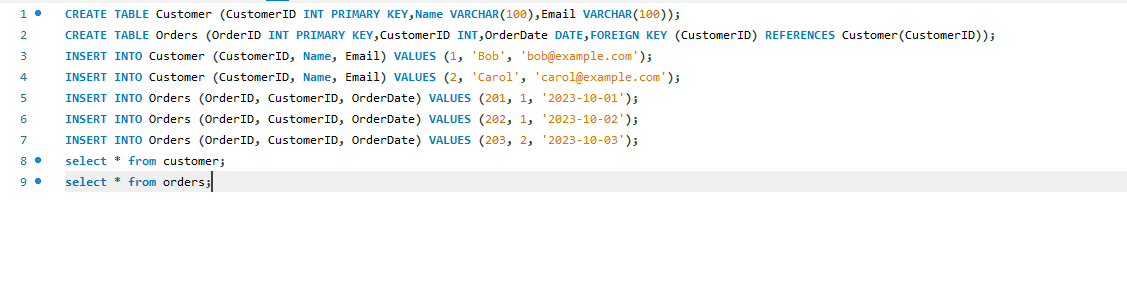 1 CREATE TABLE Customer (CustomerID INT PRIMARY KEY,Name VARCHAR(100),Email VARCHAR(100));
2 CREATE TABLE Orders (OrderID INT PRIMARY KEY,CustomerID INT,OrderDate DATE,FOREIGN KEY (CustomerID) REFERENCES Customer(CustomerID));
3 INSERT INTO Customer (CustomerID, Name, Email) VALUES (1, 'Bob', 'bob@example.com');
4 INSERT INTO Customer (CustomerID, Name, Email) VALUES (2, 'Carol', 'carol@example.com');
5 INSERT INTO Orders (OrderID, CustomerID, OrderDate) VALUES (201, 1, '2023-10-01');
6 INSERT INTO Orders (OrderID, CustomerID, OrderDate) VALUES (202, 1, '2023-10-02');
7 INSERT INTO Orders (OrderID, CustomerID, OrderDate) VALUES (203, 2, '2023-10-03');
8 select * from customer;
9 select * from orders;